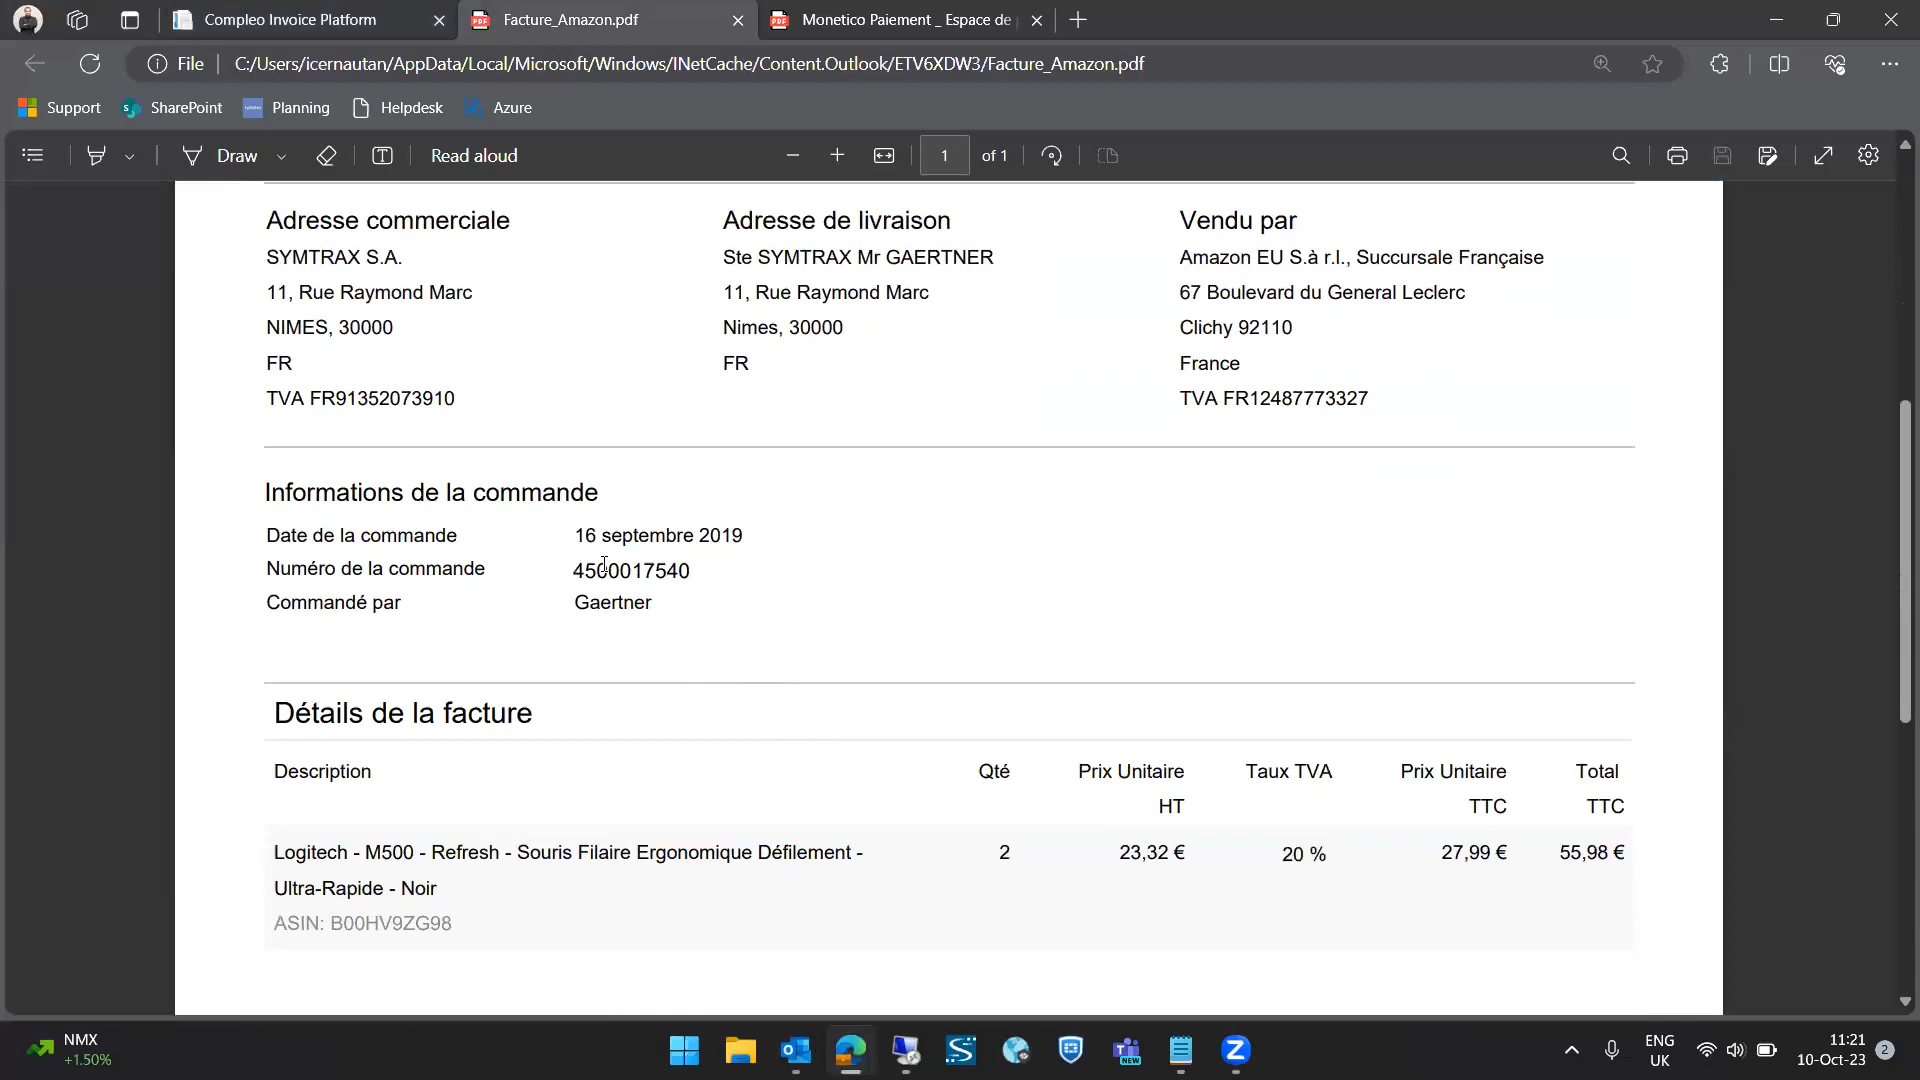 Compleo Invoice Platform
Facture_Amazon.pdf
Monetico Paiement _ Espace de
File
C:/Users/icernautan/AppData/Local/Microsoft/Windows/INetCache/Content.Outlook/ETV6XDW3/Facture_Amazon.pdf
Support SharePoint Planning Helpdesk Azure
Draw Read aloud 1 of 1
Adresse commerciale
SYMTRAX S.A.
11, Rue Raymond Marc
NIMES, 30000
FR
TVA FR91352073910
Adresse de livraison
Ste SYMTRAX Mr GAERTNER
11, Rue Raymond Marc
Nimes, 30000
FR
Vendu par
Amazon EU S.à r.l., Succursale Française
67 Boulevard du General Leclerc
Clichy 92110
France
TVA FR12487773327
Informations de la commande
Date de la commande 16 septembre 2019
Numéro de la commande 4500017540
Commandé par Gaertner
Détails de la facture
Description Qté Prix Unitaire Taux TVA Prix Unitaire Total
HT TTC TTC
Logitech - M500 - Refresh - Souris Filaire Ergonomique Défilement - 2 23,32 € 20 % 27,99 € 55,98 €
Ultra-Rapide - Noir
ASIN: B00HV9ZG98
NMX
+1.50%
NEW
ENG
UK
11:21
10-Oct-23
2